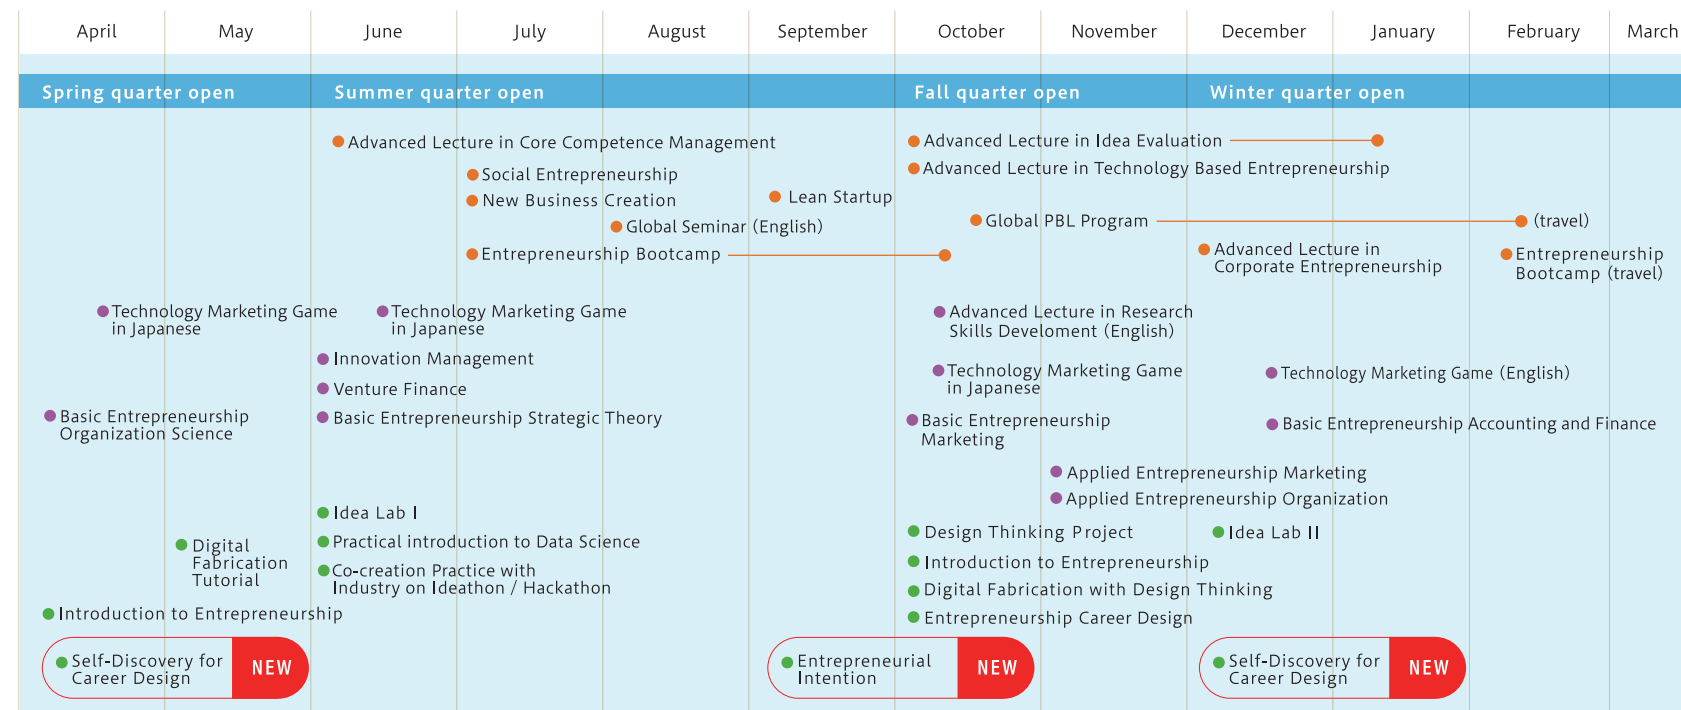 April May June July August September October November December January February March
Spring quarter open Summer quarter open Fall quarter open Winter quarter open
Advanced Lecture in Core Competence Management
Social Entrepreneurship
New Business Creation
Lean Startup
Global Seminar (English)
Entrepreneurship Bootcamp
Advanced Lecture in Idea Evaluation
Advanced Lecture in Technology Based Entrepreneurship
Global PBL Program (travel)
Advanced Lecture in
Corporate Entrepreneurship
Entrepreneurship
Bootcamp (travel)
Technology Marketing Game
in Japanese
Technology Marketing Game
in Japanese
Innovation Management
Venture Finance
Basic Entrepreneurship
Organization Science
Basic Entrepreneurship Strategic Theory
Advanced Lecture in Research
Skills Develoment (English)
Technology Marketing Game
in Japanese
Technology Marketing Game (English)
Basic Entrepreneurship
Marketing
Basic Entrepreneurship Accounting and Finance
Applied Entrepreneurship Marketing
Applied Entrepreneurship Organization
Idea Lab I
Digital
Fabrication
Tutorial
Practical introduction to Data Science
Co-creation Practice with
Industry on Ideathon / Hackathon
Introduction to Entrepreneurship
Design Thinking Project
Idea Lab II
Introduction to Entrepreneurship
Digital Fabrication with Design Thinking
Entrepreneurship Career Design
Self-Discovery for
Career Design
NEW
Entrepreneurial
Intention
NEW
Self-Discovery for
Career Design
NEW